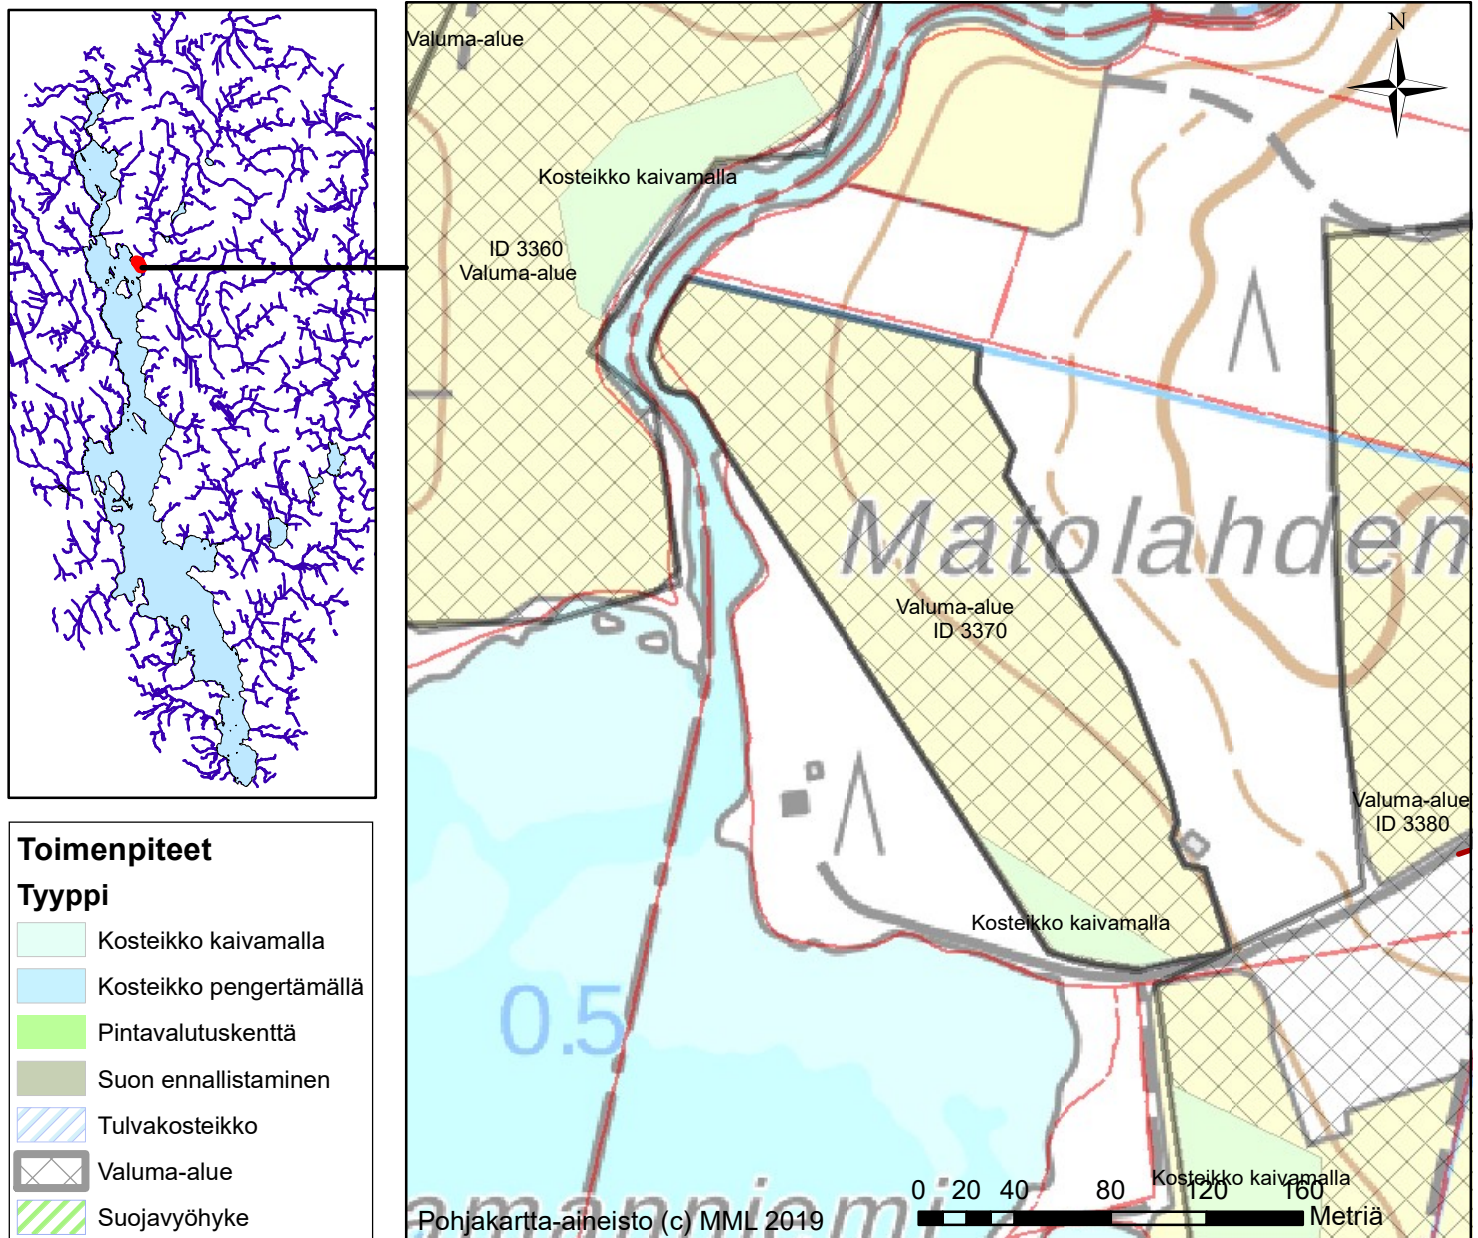 Valuma-alue
N
Kosteikko kaivamalla
ID 3360
Valuma-alue
Matolahden
Valuma-alue
ID 3370
Valuma-alue
ID 3380
Kosteikko kaivamalla
0.5
Kosteikko kaivamalla
amanniemi
0 20 40 80 120 160
Metriä
Pohjakartta-aineisto (c) MML 2019
Toimenpiteet
Tyyppi
Kosteikko kaivamalla
Kosteikko pengertämällä
Pintavalutuskenttä
Suon ennallistaminen
Tulvakosteikko
Valuma-alue
Suojavyöhyke